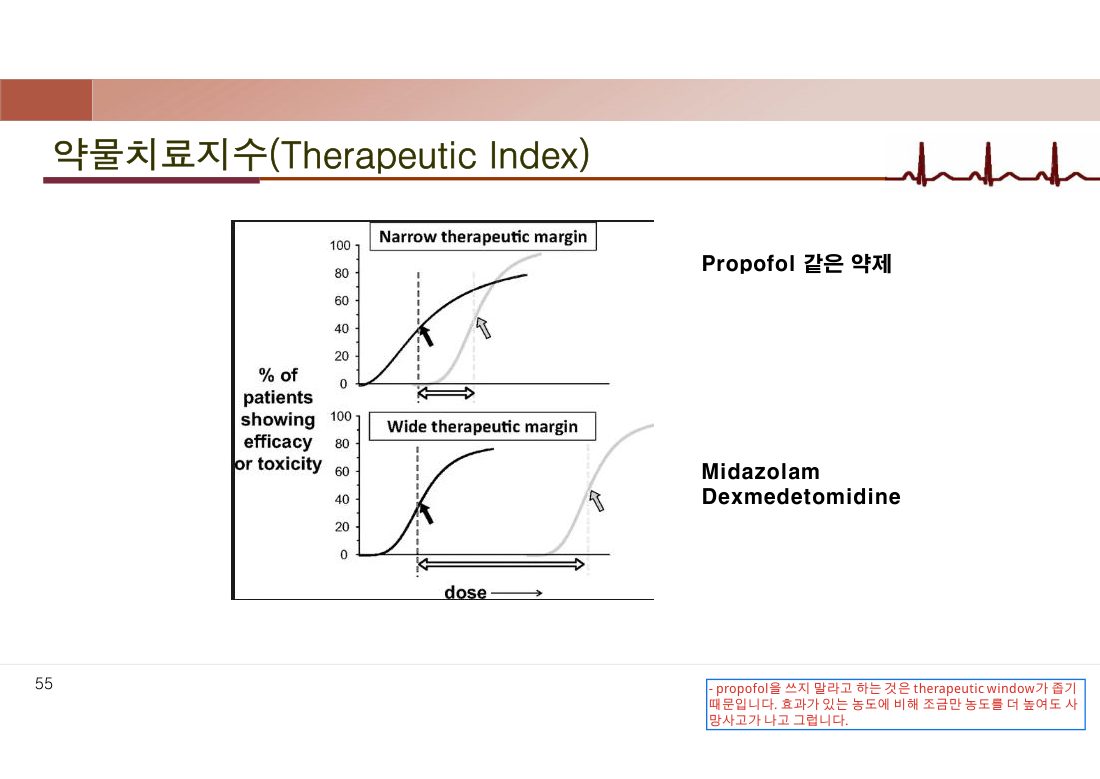 약물치료지수(Therapeutic Index)
Narrow therapeutic margin
100
80
60
40
20
0
Propofol 같은 약제
% of
patients
showing
efficacy
or toxicity
100
Wide therapeutic margin
80
60
40
20
0
Midazolam
Dexmedetomidine
dose
55
- propofol을 쓰지 말라고 하는 것은 therapeutic window가 좁기
때문입니다. 효과가 있는 농도에 비해 조금만 농도를 더 높여도 사
망사고가 나고 그럽니다.